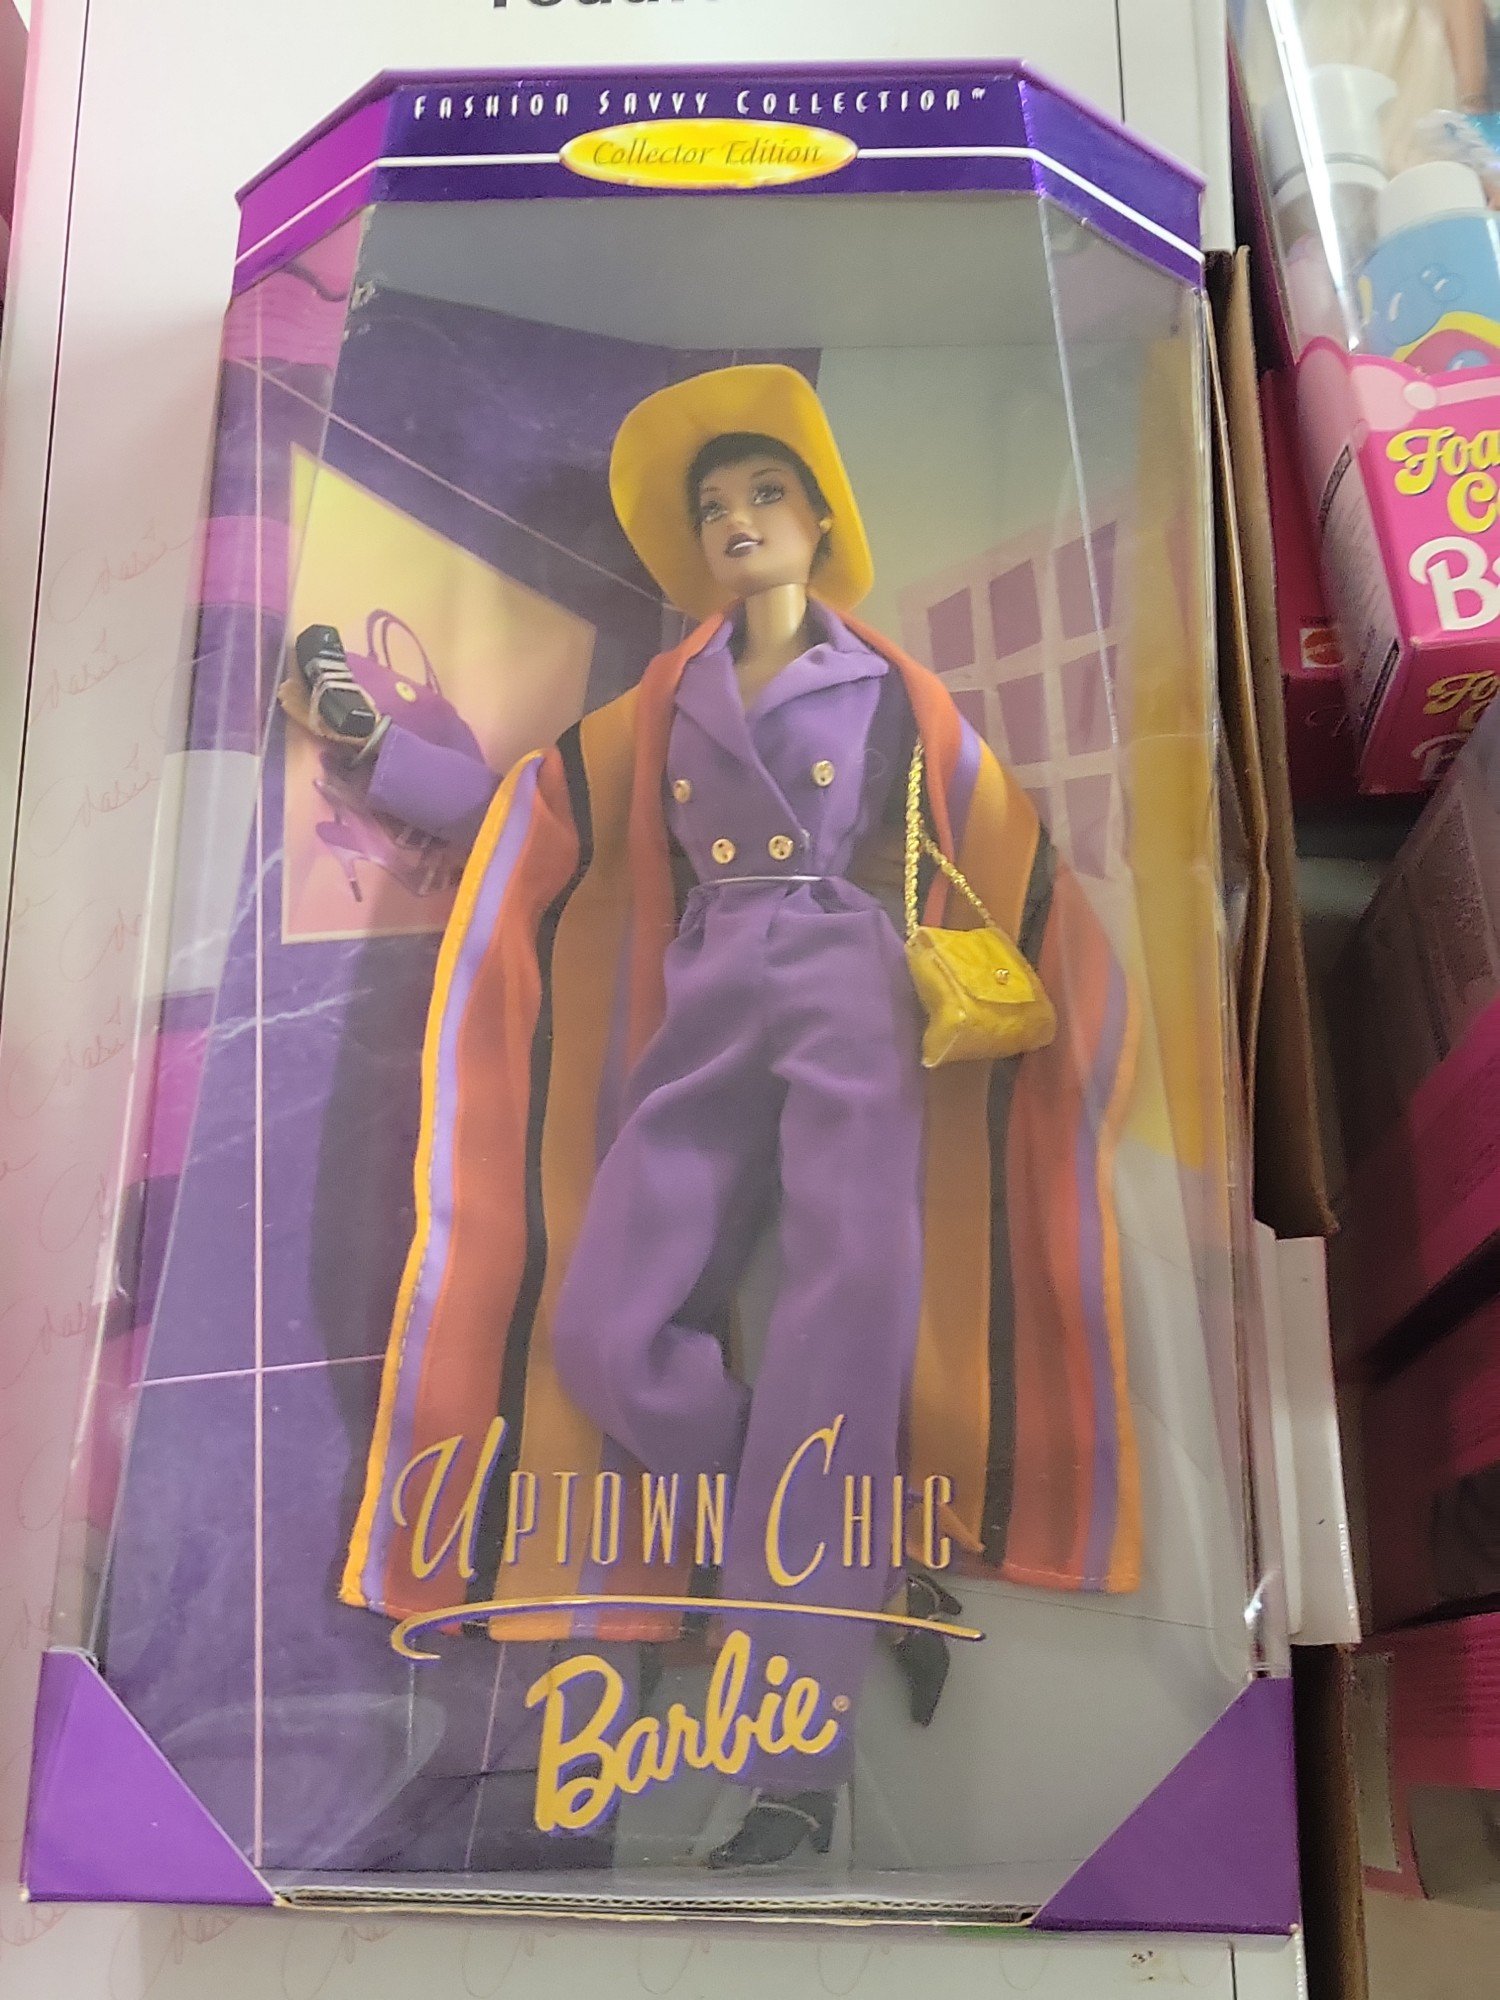 FASHION SAVVY COLLECTION™
Collector Edition
UPTOWN CHIC
Barbie®